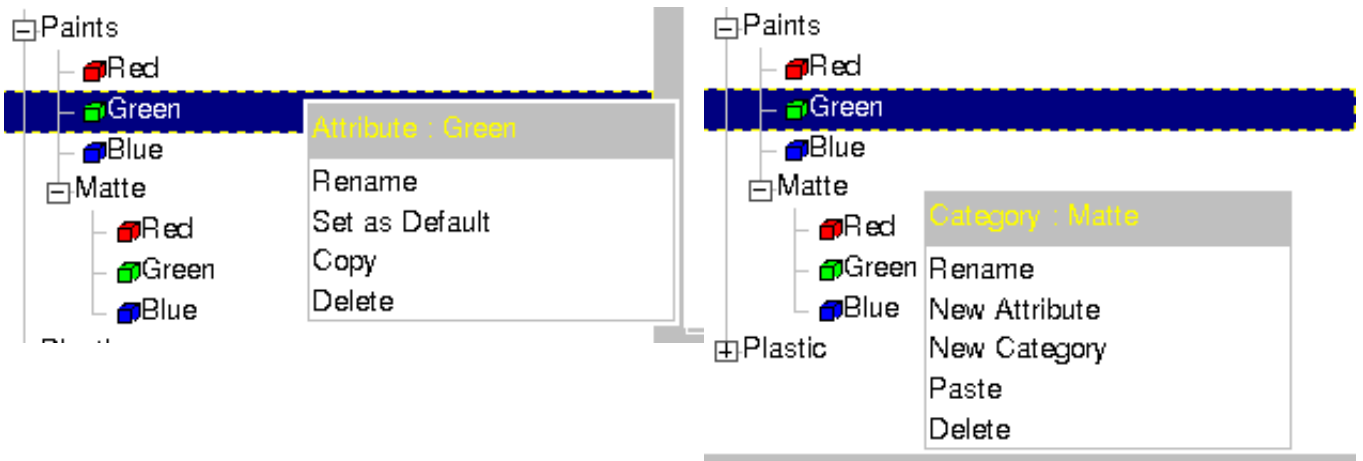 Paints
Red
Green
Blue
Matte
Red
Green
Blue
Attribute : Green
Rename
Set as Default
Copy
Delete
Paints
Red
Green
Blue
Matte
Red
Green
Blue
Plastic
Category : Matte
Rename
New Attribute
New Category
Paste
Delete